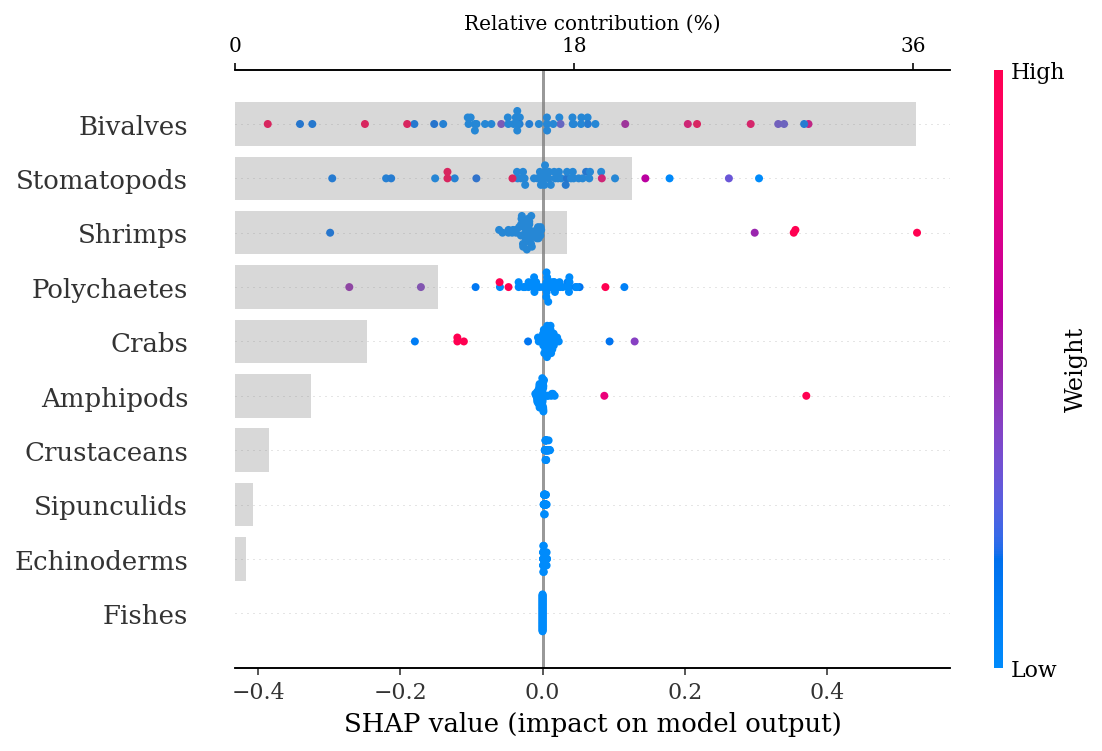 Relative contribution (%)
0 18 36
High
Bivalves
Stomatopods
Shrimps
Polychaetes
Crabs
Amphipods
Crustaceans
Sipunculids
Echinoderms
Fishes
Weight
Low
−0.4 −0.2 0.0 0.2 0.4
SHAP value (impact on model output)